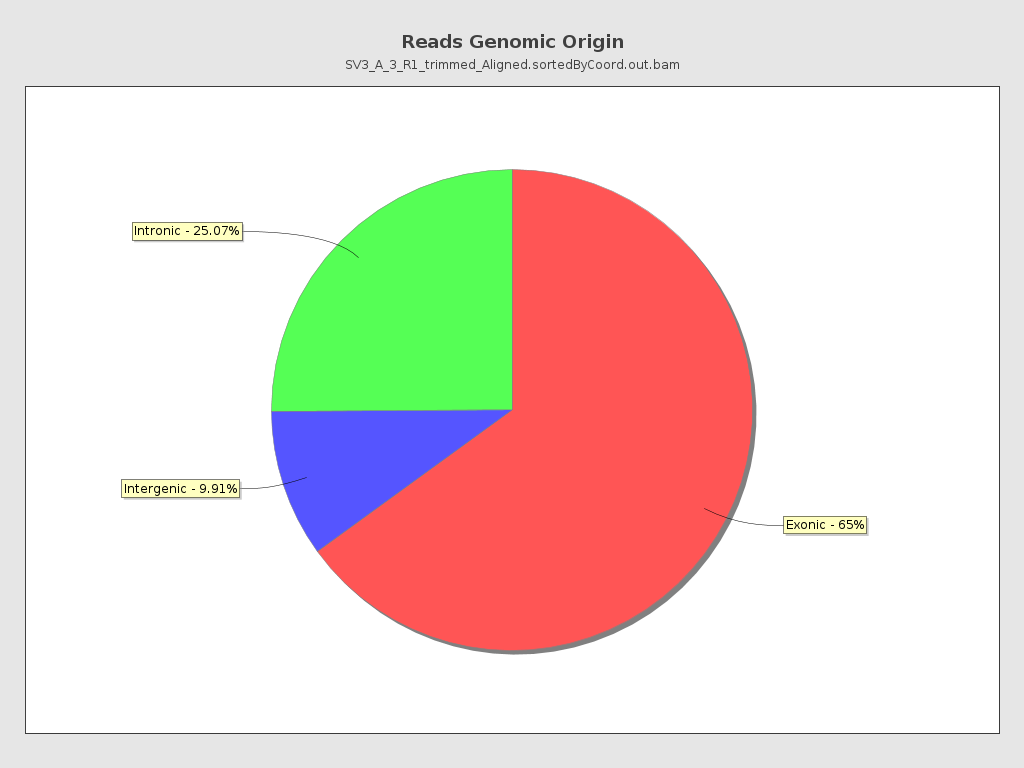 Reads Genomic Origin
SV3_A_3_R1_trimmed_Aligned.sortedByCoord.out.bam
Intronic - 25.07%
Intergenic - 9.91%
Exonic - 65%